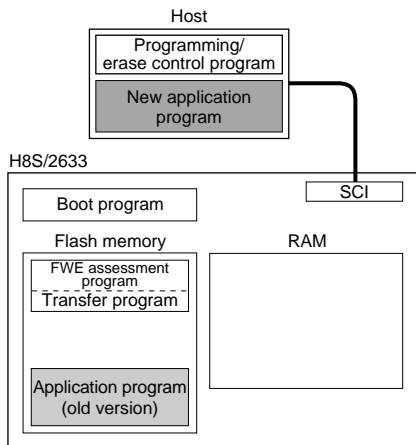 Host
Programming/
erase control program
New application
program
H8S/2633
SCI
Boot program
Flash memory
RAM
FWE assessment
program
Transfer program
Application program
(old version)